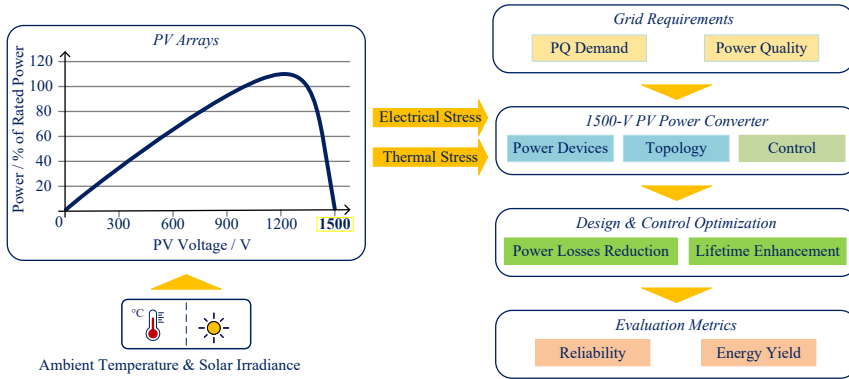 PV Arrays
Power / % of Rated Power
120
100
80
60
40
20
0
300
600
900
1200
1500
PV Voltage / V
°C
Ambient Temperature & Solar Irradiance
Electrical Stress
Thermal Stress
Grid Requirements
PQ Demand
Power Quality
1500-V PV Power Converter
Power Devices
Topology
Control
Design & Control Optimization
Power Losses Reduction
Lifetime Enhancement
Evaluation Metrics
Reliability
Energy Yield